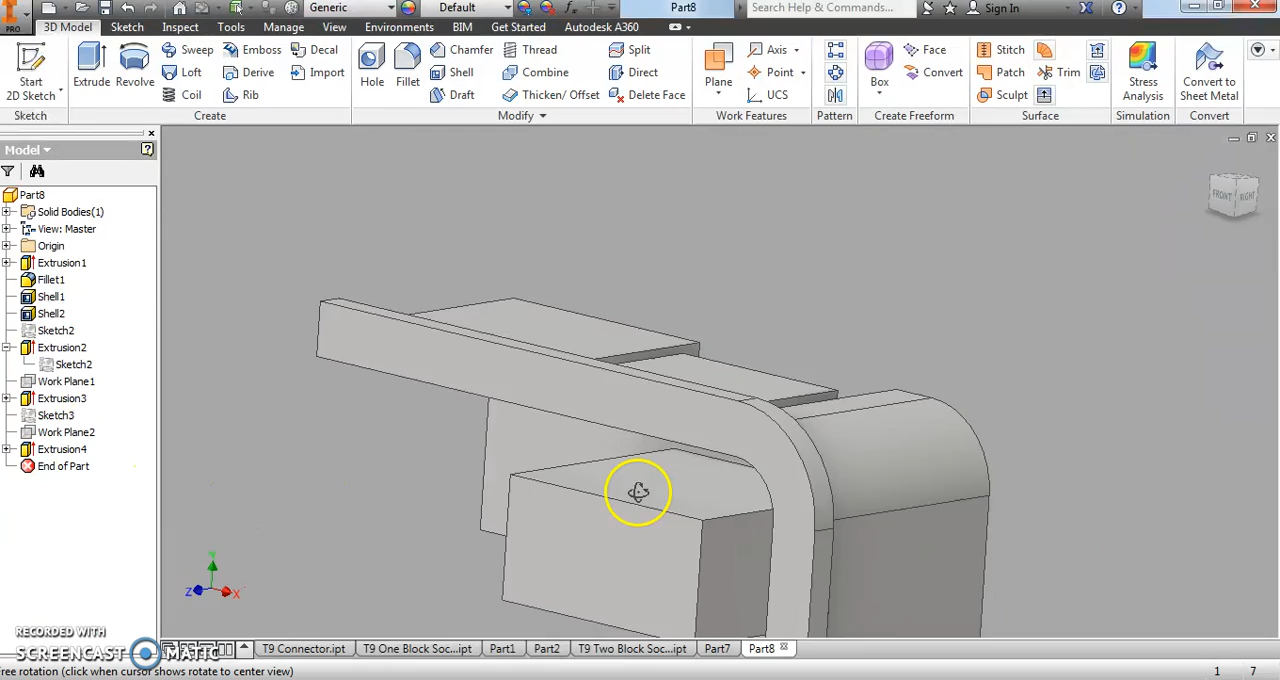 PRO Generic Default Part8 Search Help & Commands... Sign In
3D Model Sketch Inspect Tools Manage View Environments BIM Get Started Autodesk A360
Start
2D Sketch
Extrude Revolve
Sweep Emboss Decal
Loft Derive Import
Coil Rib
Hole Fillet
Chamfer Thread Split
Shell Combine Direct
Draft Thicken/ Offset Delete Face
Plane
Axis
Point
UCS
Box
Face
Convert
Stitch
Patch Trim
Sculpt
Stress
Analysis
Convert to
Sheet Metal
Sketch Create Modify Work Features Pattern Create Freeform Surface Simulation Convert
Model
Part8
Solid Bodies(1)
View: Master
Origin
Extrusion1
Fillet1
Shell1
Shell2
Sketch2
Extrusion2
Sketch2
Work Plane1
Extrusion3
Sketch3
Work Plane2
Extrusion4
End of Part
FRONT RIGHT
Y
Z X
RECORDED WITH
SCREENCAST MATIC
T9 Connector.ipt T9 One Block Soc...ipt Part1 Part2 T9 Two Block Soc...ipt Part7 Part8
Free rotation (click when cursor shows rotate to center view) 1 7